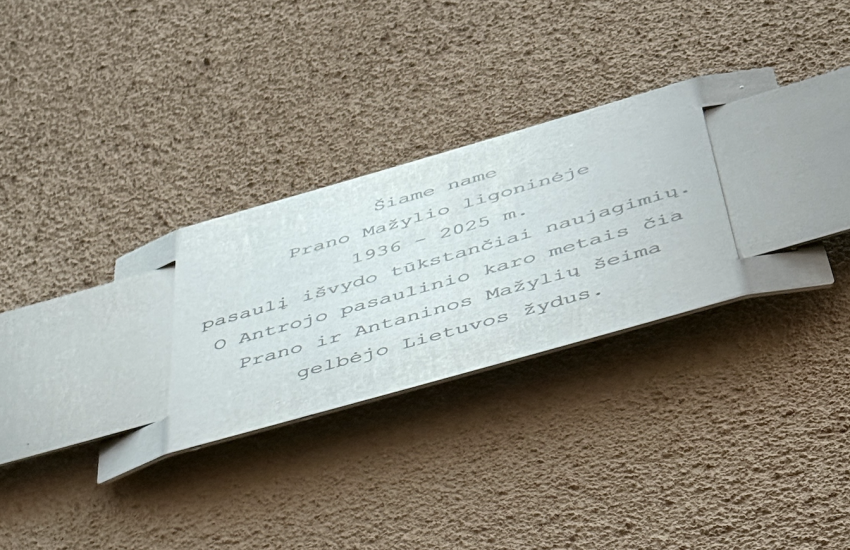 Šiame name
Prano Mažylio ligoninėje
1936 – 2025 m.
pasaulį išvydo tūkstančiai naujagimių.
O Antrojo pasaulinio karo metais čia
Prano ir Antaninos Mažylių šeima
gelbėjo Lietuvos žydus.